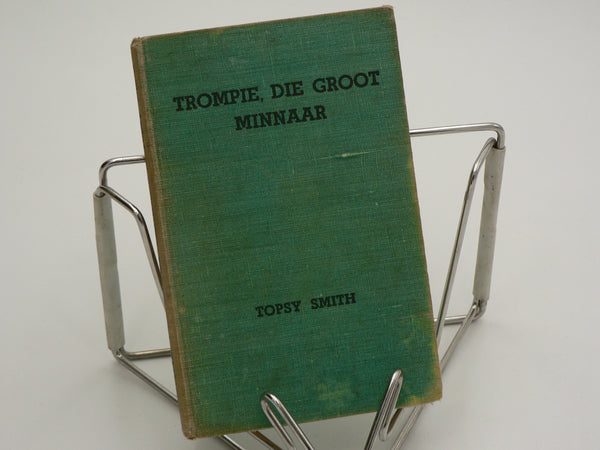 TROMPIE, DIE GROOT
MINNAAR
TOPSY SMITH